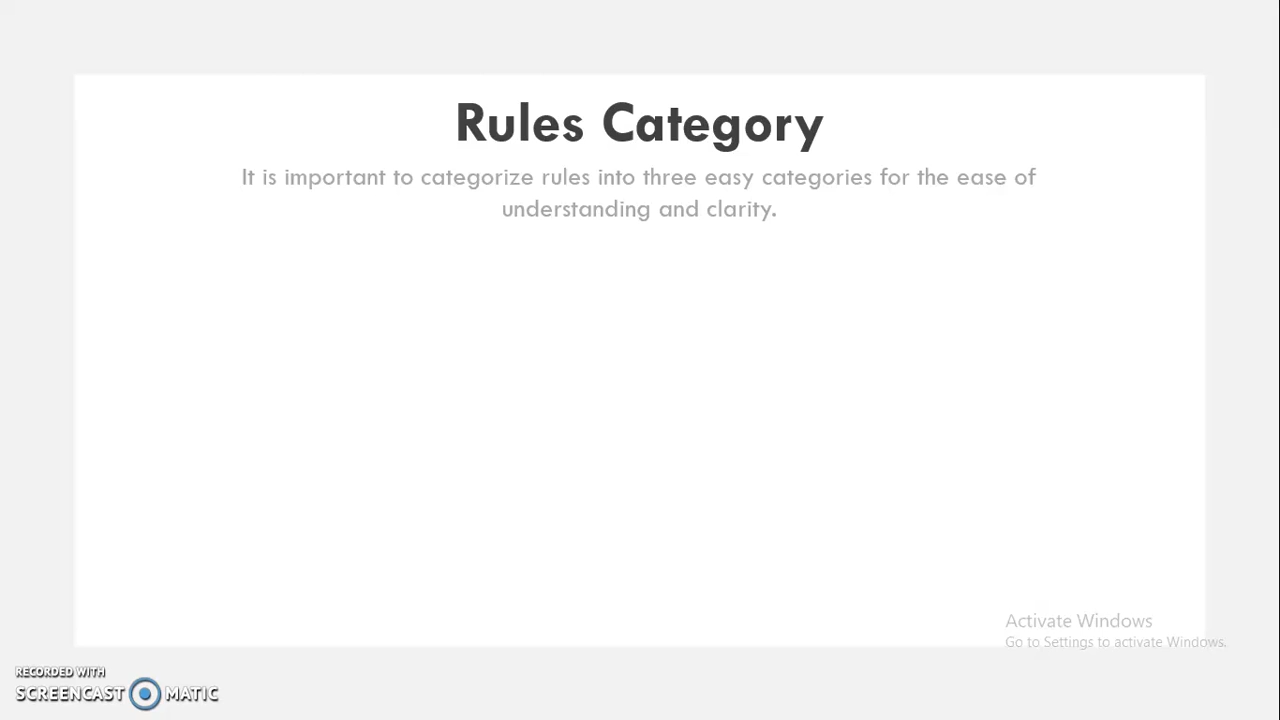 Rules Category
It is important to categorize rules into three easy categories for the ease of
understanding and clarity.
Activate Windows
Go to Settings to activate Windows.
RECORDED WITH
SCREENCAST MATIC